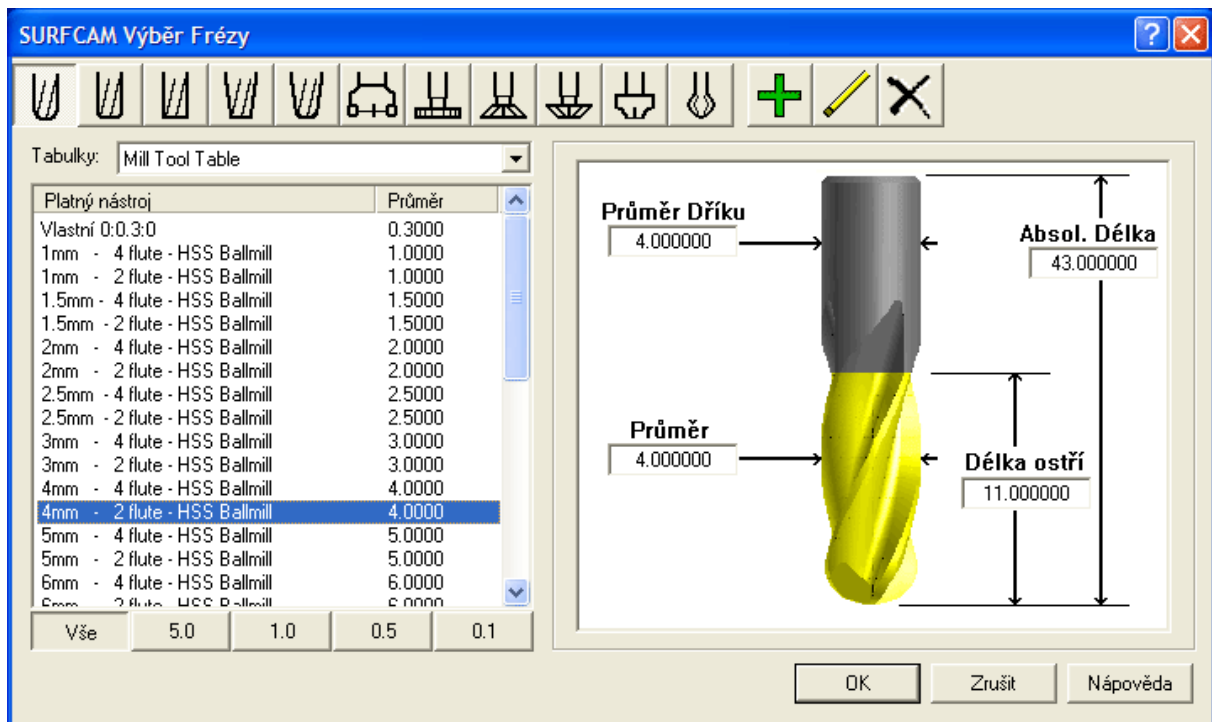 SURFCAM Výběr Frézy
Tabulky: Mill Tool Table
Platný nástroj Průměr
Vlastní 0:0.3:0 0.3000
1mm - 4 flute - HSS Ballmill 1.0000
1mm - 2 flute - HSS Ballmill 1.0000
1.5mm - 4 flute - HSS Ballmill 1.5000
1.5mm - 2 flute - HSS Ballmill 1.5000
2mm - 4 flute - HSS Ballmill 2.0000
2mm - 2 flute - HSS Ballmill 2.0000
2.5mm - 4 flute - HSS Ballmill 2.5000
2.5mm - 2 flute - HSS Ballmill 2.5000
3mm - 4 flute - HSS Ballmill 3.0000
3mm - 2 flute - HSS Ballmill 3.0000
4mm - 4 flute - HSS Ballmill 4.0000
4mm - 2 flute - HSS Ballmill 4.0000
5mm - 4 flute - HSS Ballmill 5.0000
5mm - 2 flute - HSS Ballmill 5.0000
6mm - 4 flute - HSS Ballmill 6.0000
6mm - 2 flute - HSS Ballmill 6.0000
Vše 5.0 1.0 0.5 0.1
Průměr Dříku
4.000000
Absol. Délka
43.000000
Průměr
4.000000
Délka ostří
11.000000
OK Zrušit Nápověda